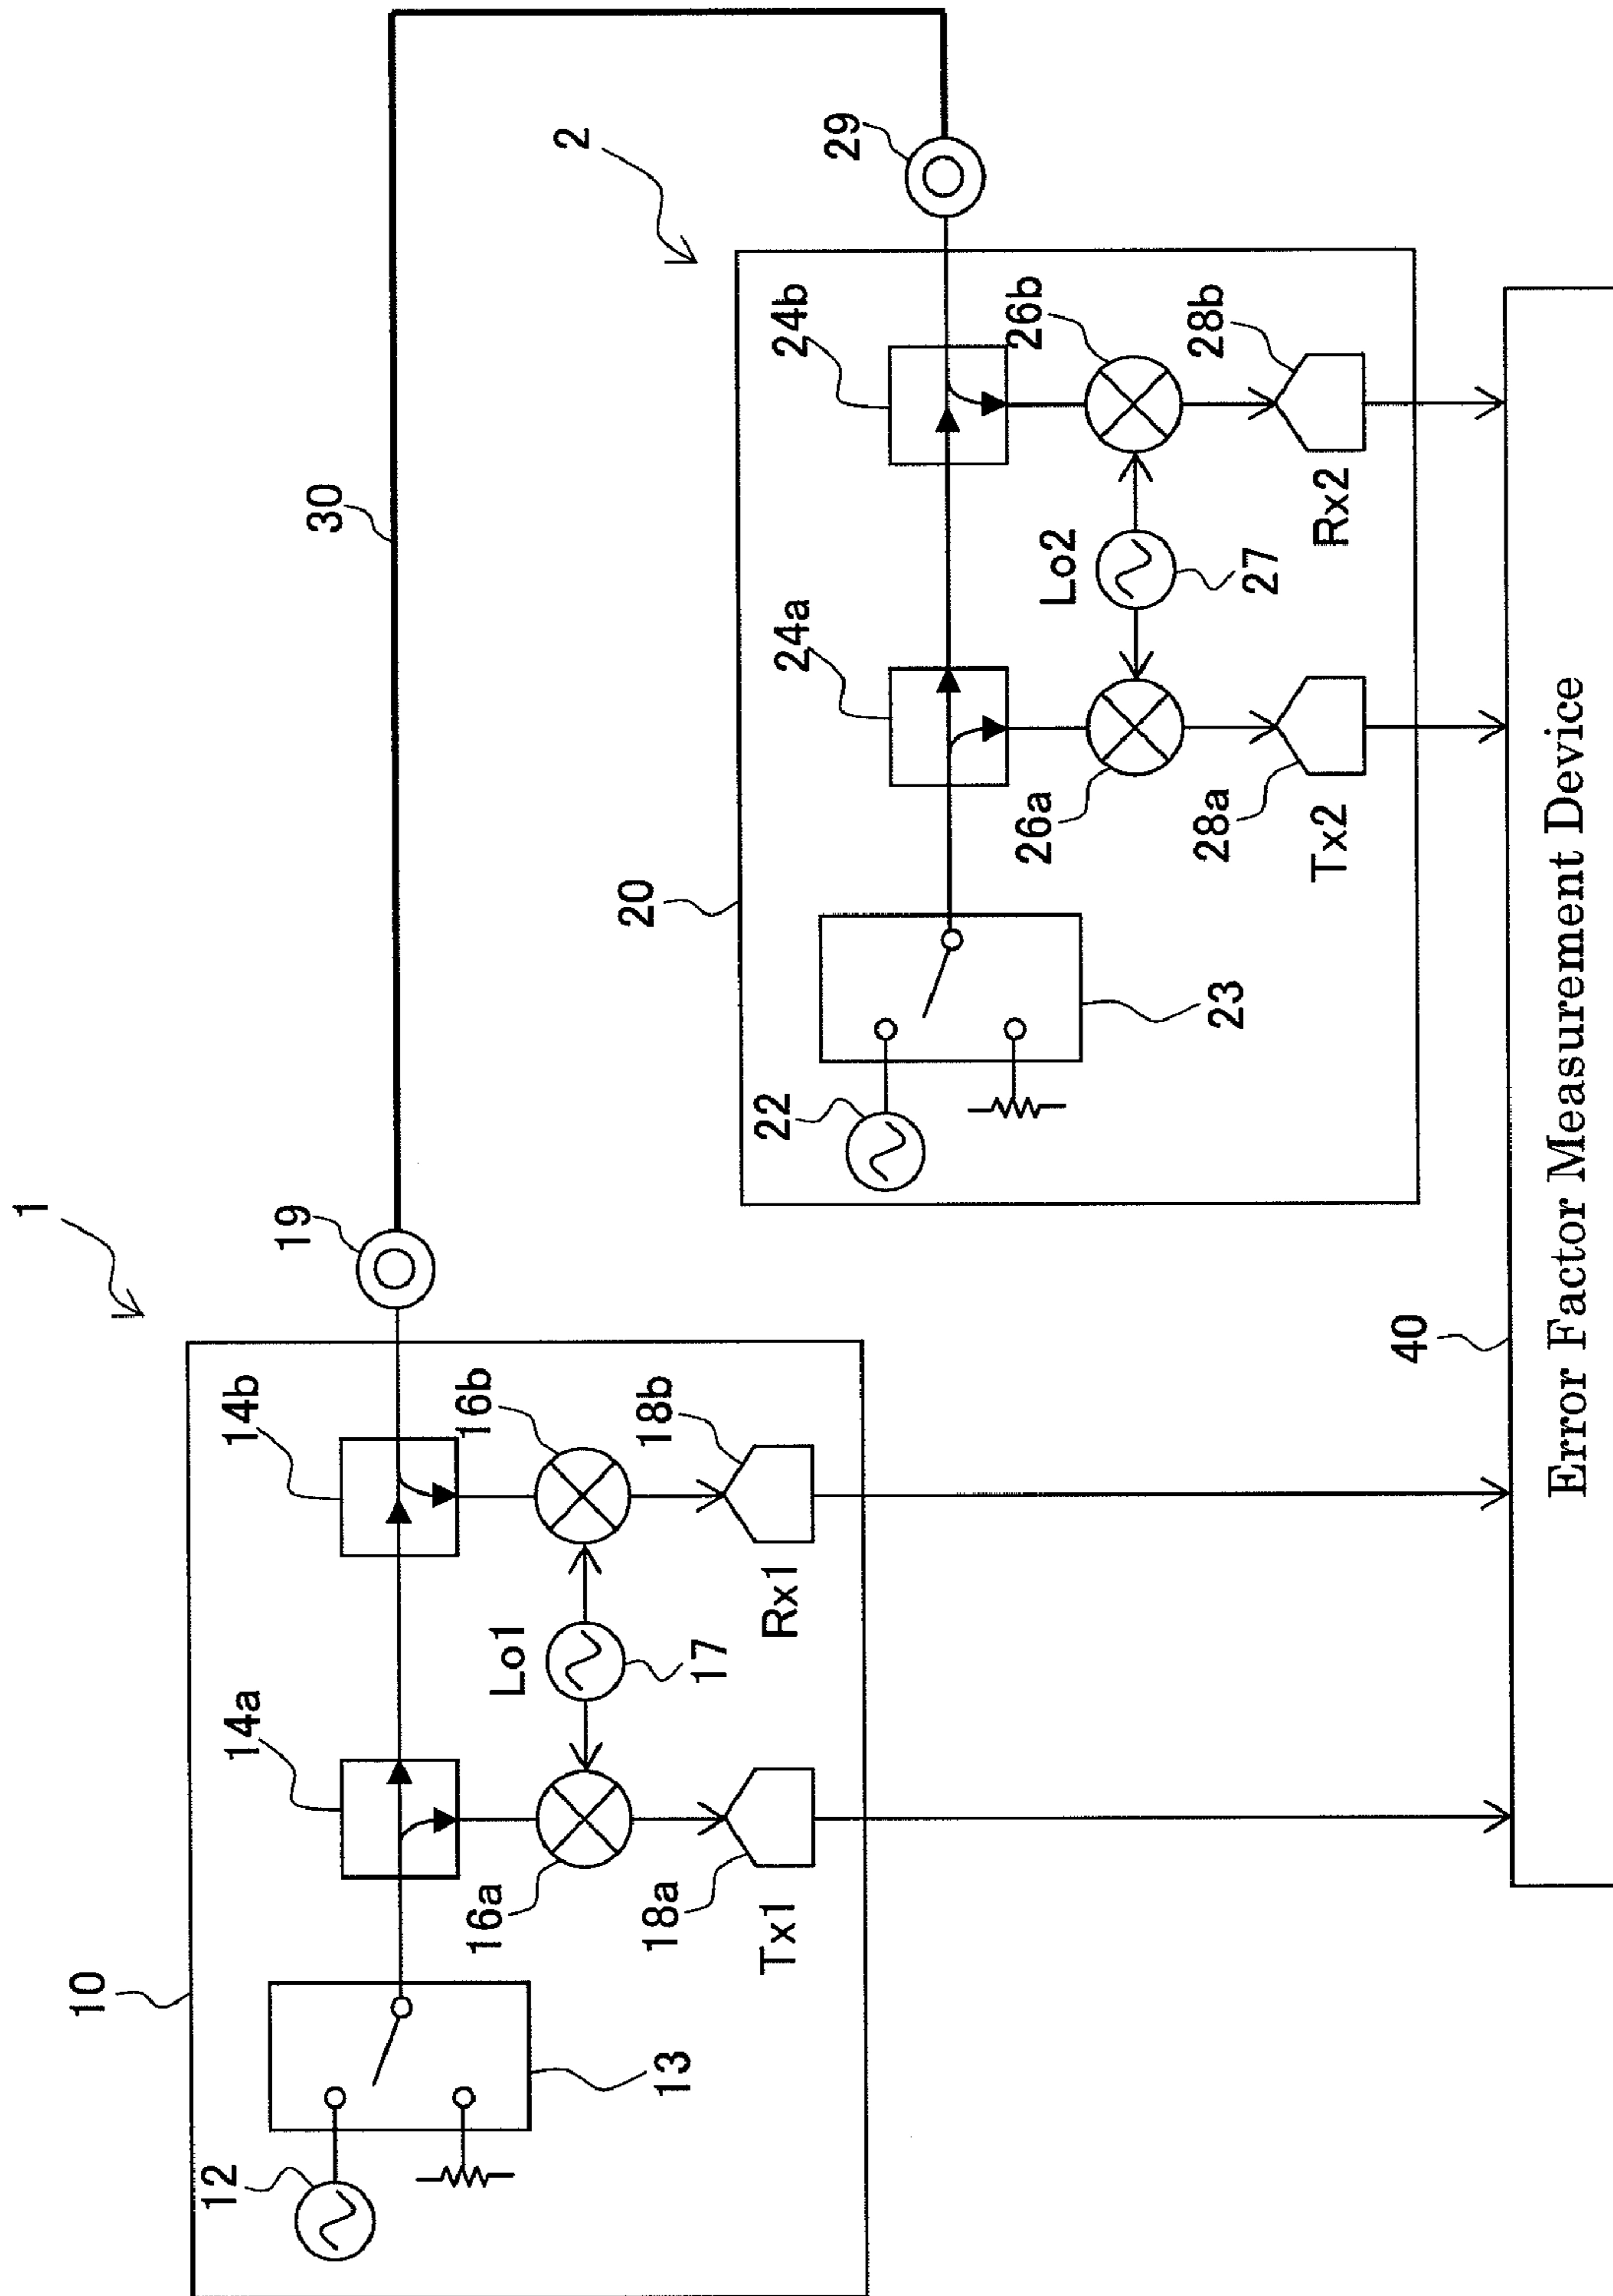 1
10
12
13
14a
14b
16a
16b
Lo1
17
18a
18b
Tx1
Rx1
19
30
2
20
22
23
24a
24b
26a
26b
Lo2
27
28a
28b
Tx2
Rx2
29
40
Error Factor Measurement Device